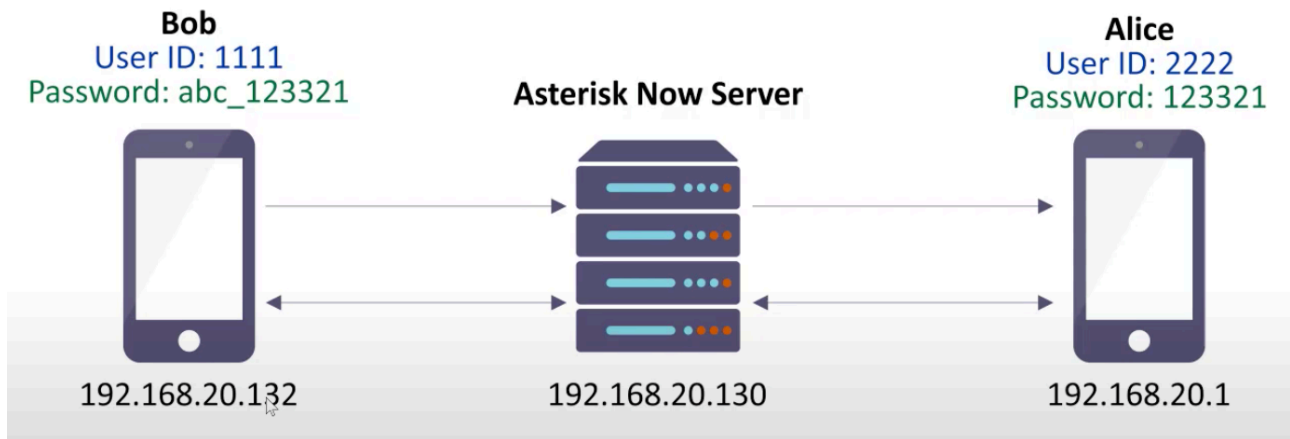 Bob
User ID: 1111
Password: abc_123321
Asterisk Now Server
Alice
User ID: 2222
Password: 123321
192.168.20.132
192.168.20.130
192.168.20.1